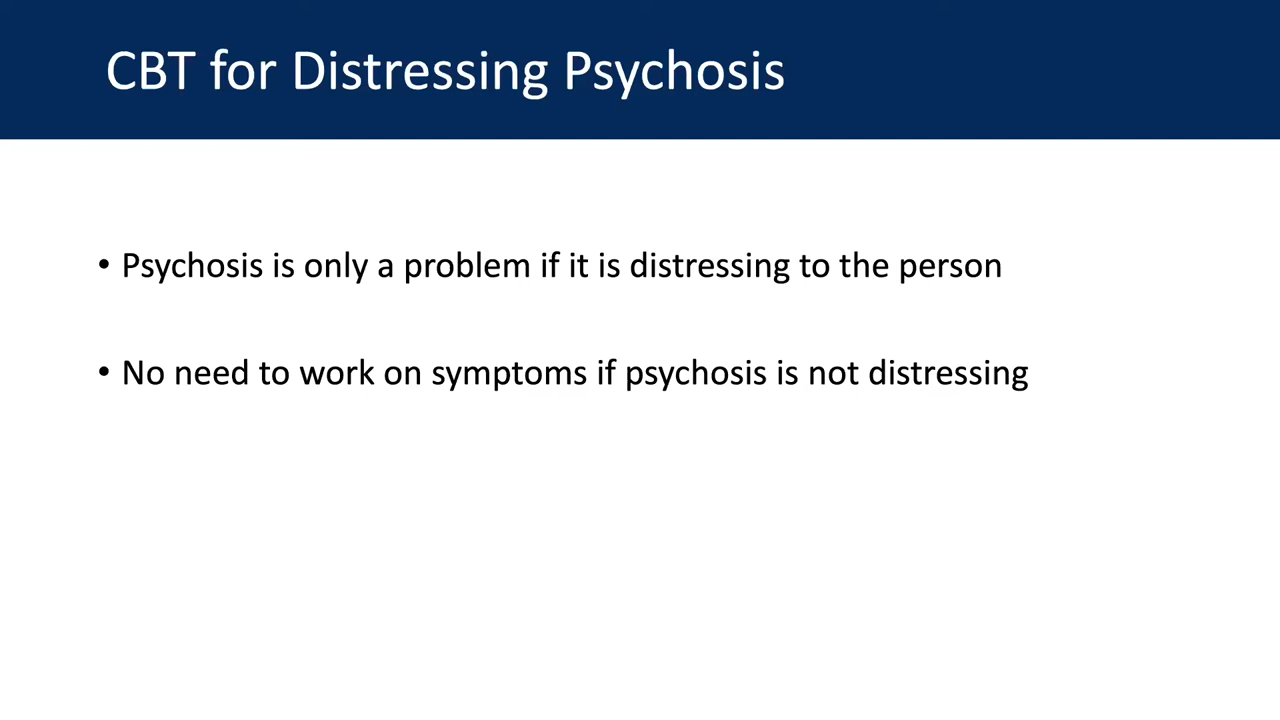 CBT for Distressing Psychosis
• Psychosis is only a problem if it is distressing to the person
• No need to work on symptoms if psychosis is not distressing